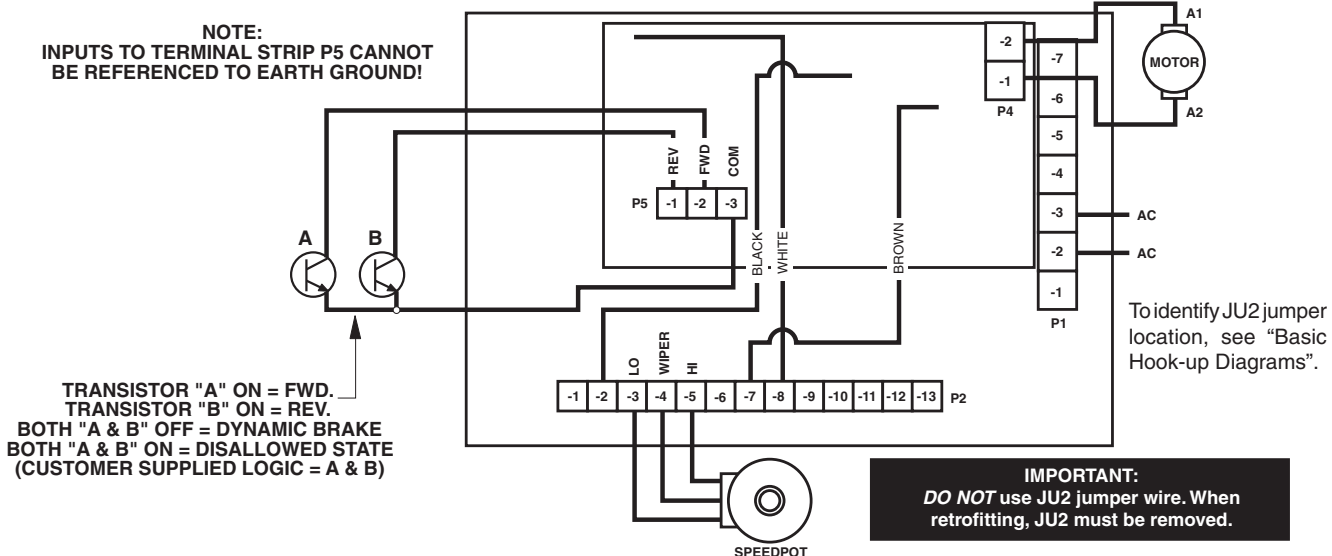 NOTE:
INPUTS TO TERMINAL STRIP P5 CANNOT
BE REFERENCED TO EARTH GROUND!
A1
MOTOR
A2
-2
-1
P4
-7
-6
-5
-4
-3
-2
-1
P1
AC
AC
REV
FWD
COM
P5
-1
-2
-3
A
B
BLACK
WHITE
BROWN
To identify JU2 jumper
location, see “Basic
Hook-up Diagrams”.
LO
WIPER
HI
-1
-2
-3
-4
-5
-6
-7
-8
-9
-10
-11
-12
-13
P2
TRANSISTOR "A" ON = FWD.
TRANSISTOR "B" ON = REV.
BOTH "A & B" OFF = DYNAMIC BRAKE
BOTH "A & B" ON = DISALLOWED STATE
(CUSTOMER SUPPLIED LOGIC = A & B)
IMPORTANT:
DO NOT use JU2 jumper wire. When
retrofitting, JU2 must be removed.
SPEEDPOT